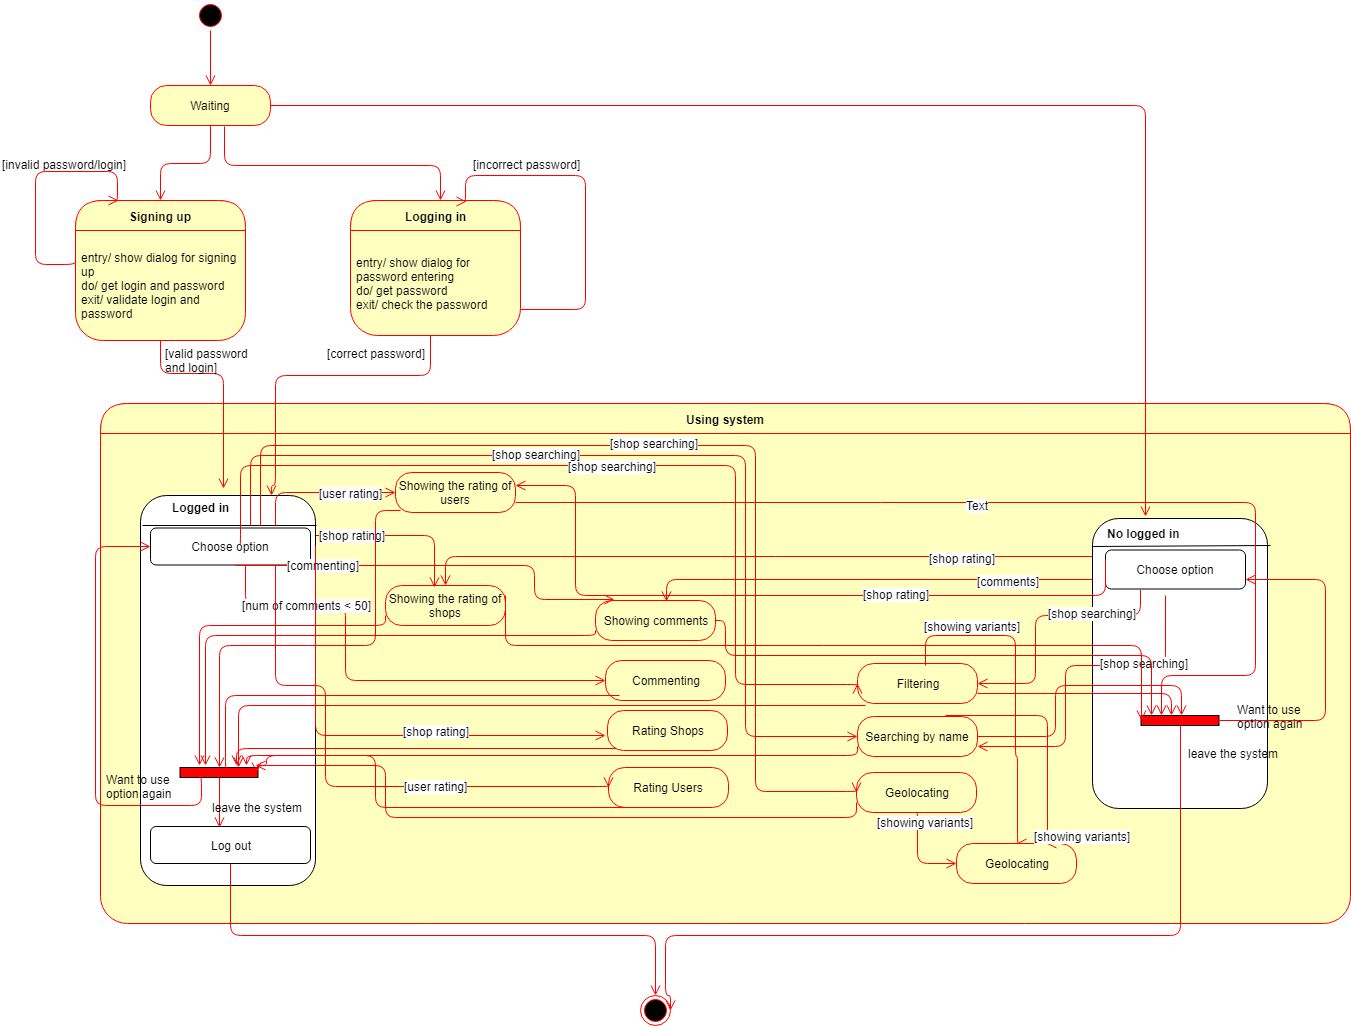 Waiting
[invalid password/login]
[incorrect password]
Signing up
entry/ show dialog for signing
up
do/ get login and password
exit/ validate login and
password
Logging in
entry/ show dialog for
password entering
do/ get password
exit/ check the password
[valid password
and login]
[correct password]
Using system
[shop searching]
[shop searching]
[shop searching]
Logged in
[user rating]
Showing the rating of
users
Text
Choose option
[shop rating]
No logged in
Choose option
[shop rating]
[commenting]
[comments]
[shop rating]
Showing the rating of
shops
[num of comments < 50]
Showing comments
[shop searching]
[showing variants]
[shop searching]
Commenting
Filtering
Rating Shops
[shop rating]
Searching by name
Want to use
option again
leave the system
Want to use
option again
[user rating]
Rating Users
Geolocating
leave the system
[showing variants]
[showing variants]
Log out
Geolocating